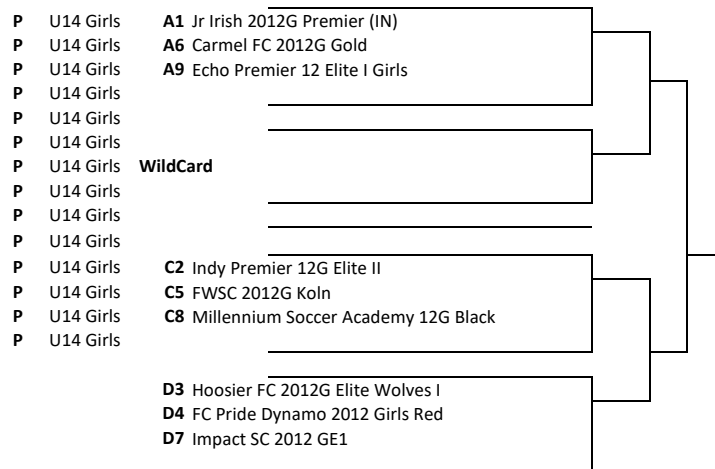 P U14 Girls A1 Jr Irish 2012G Premier (IN)
P U14 Girls A6 Carmel FC 2012G Gold
P U14 Girls A9 Echo Premier 12 Elite I Girls
P U14 Girls
P U14 Girls
P U14 Girls
P U14 Girls WildCard
P U14 Girls
P U14 Girls
P U14 Girls
P U14 Girls C2 Indy Premier 12G Elite II
P U14 Girls C5 FWSC 2012G Koln
P U14 Girls C8 Millennium Soccer Academy 12G Black
P U14 Girls
D3 Hoosier FC 2012G Elite Wolves I
D4 FC Pride Dynamo 2012 Girls Red
D7 Impact SC 2012 GE1